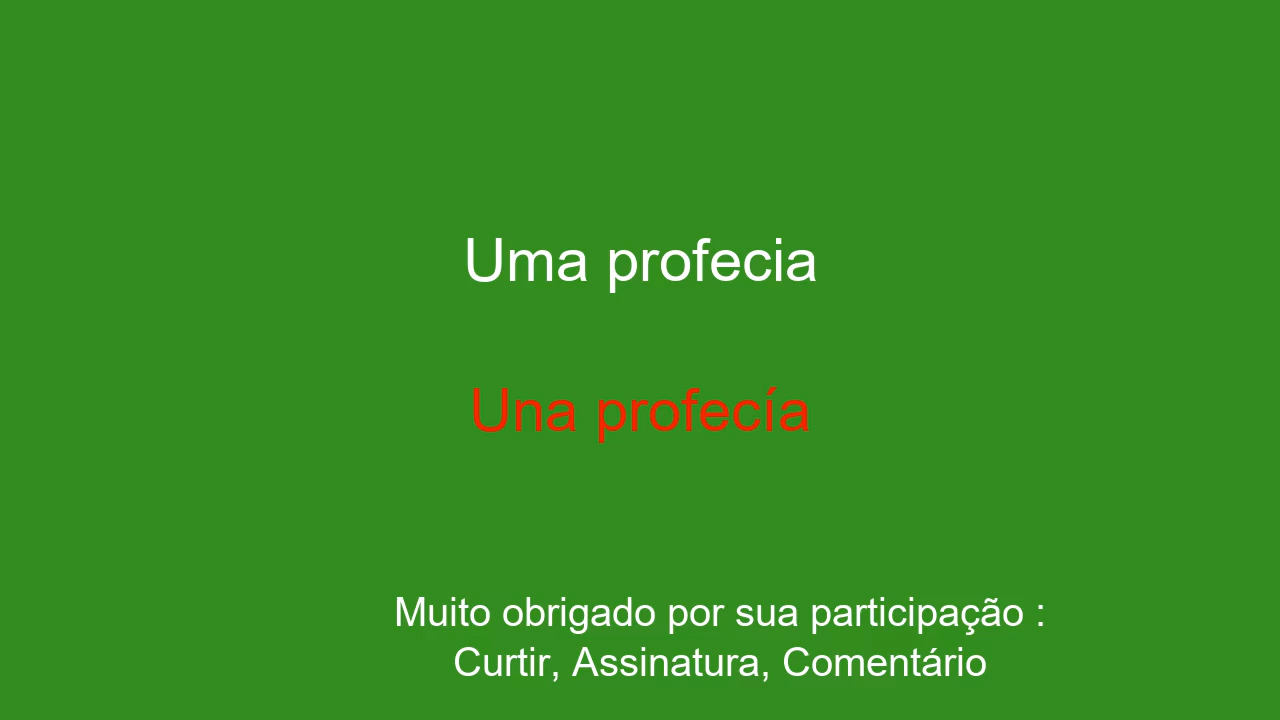 Uma profecia
Una profecía
Muito obrigado por sua participação :
Curtir, Assinatura, Comentário